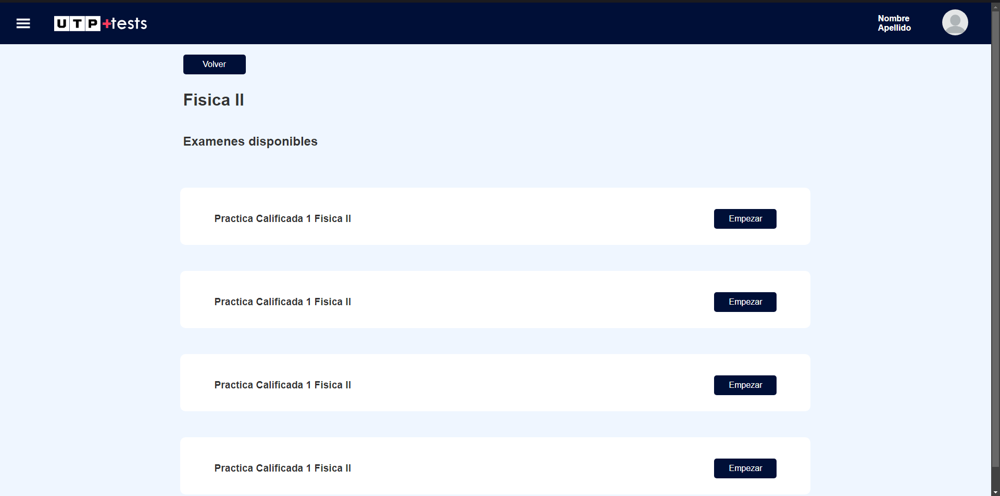 UTP+tests
Nombre
Apellido
Volver
Fisica II
Examenes disponibles
Practica Calificada 1 Fisica II
Empezar
Practica Calificada 1 Fisica II
Empezar
Practica Calificada 1 Fisica II
Empezar
Practica Calificada 1 Fisica II
Empezar